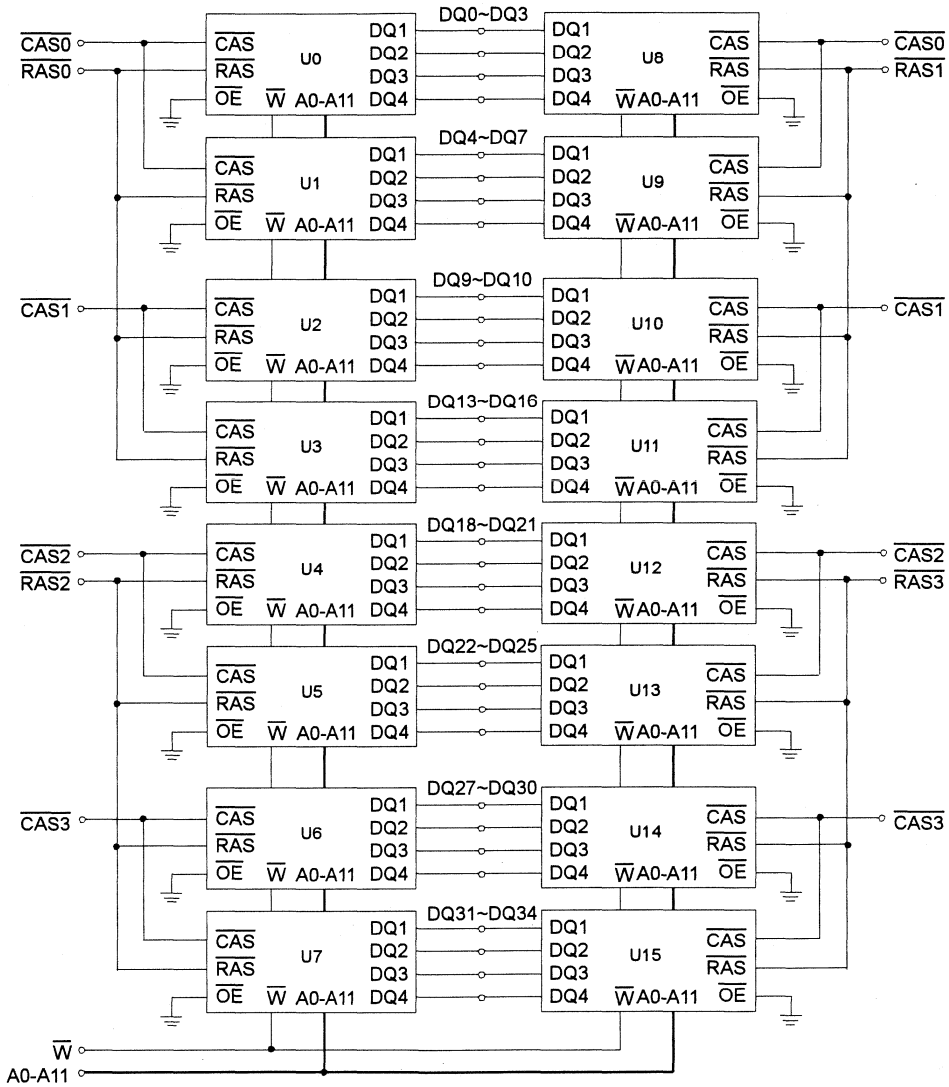 DQ0~DQ3
CAS0 CAS U0 DQ1 DQ1 U8 CAS CAS0
RAS0 RAS DQ2 DQ2 RAS RAS1
DQ3 DQ3
OE W A0-A11 DQ4 DQ4 W A0-A11 OE
DQ4~DQ7
CAS U1 DQ1 DQ1 U9 CAS
RAS DQ2 DQ2 RAS
DQ3 DQ3
OE W A0-A11 DQ4 DQ4 W A0-A11 OE
DQ9~DQ10
CAS1 CAS U2 DQ1 DQ1 U10 CAS CAS1
RAS DQ2 DQ2 RAS
DQ3 DQ3
OE W A0-A11 DQ4 DQ4 W A0-A11 OE
DQ13~DQ16
CAS U3 DQ1 DQ1 U11 CAS
RAS DQ2 DQ2 RAS
DQ3 DQ3
OE W A0-A11 DQ4 DQ4 W A0-A11 OE
DQ18~DQ21
CAS2 CAS U4 DQ1 DQ1 U12 CAS CAS2
RAS2 RAS DQ2 DQ2 RAS RAS3
DQ3 DQ3
OE W A0-A11 DQ4 DQ4 W A0-A11 OE
DQ22~DQ25
CAS U5 DQ1 DQ1 U13 CAS
RAS DQ2 DQ2 RAS
DQ3 DQ3
OE W A0-A11 DQ4 DQ4 W A0-A11 OE
DQ27~DQ30
CAS3 CAS U6 DQ1 DQ1 U14 CAS CAS3
RAS DQ2 DQ2 RAS
DQ3 DQ3
OE W A0-A11 DQ4 DQ4 W A0-A11 OE
DQ31~DQ34
CAS U7 DQ1 DQ1 U15 CAS
RAS DQ2 DQ2 RAS
DQ3 DQ3
OE W A0-A11 DQ4 DQ4 W A0-A11 OE
W
A0-A11